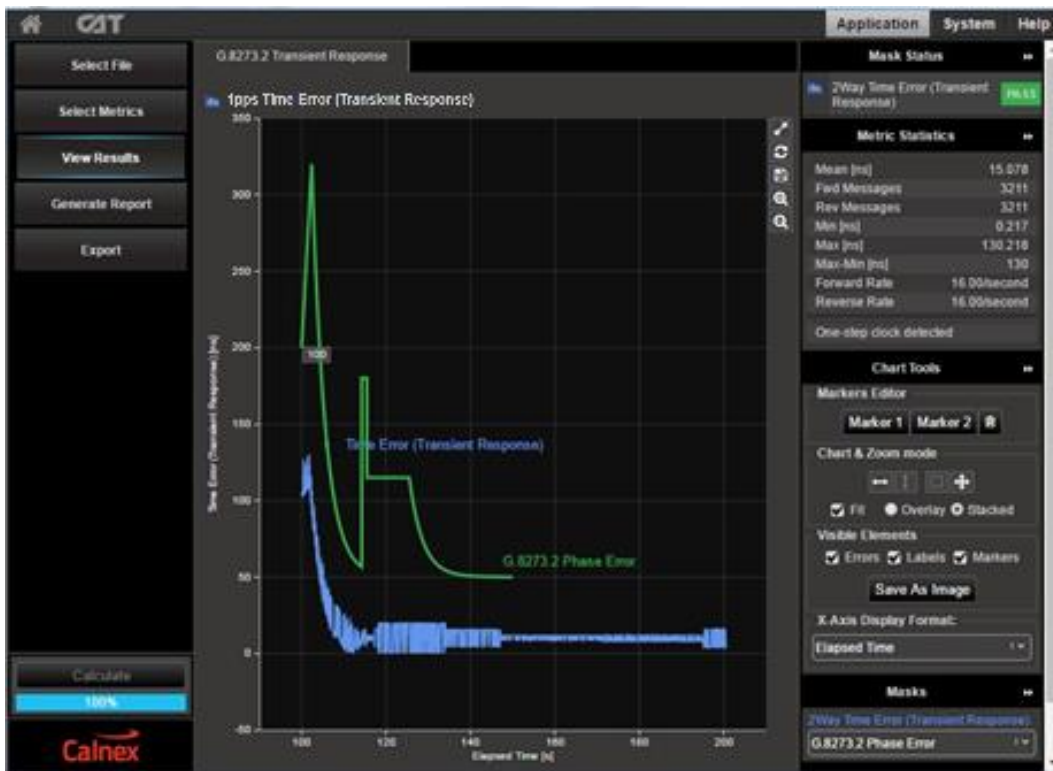 CAT
Application System Help
Select File
Select Metrics
View Results
Generate Report
Export
Calculate
100%
Calnex
G.8273.2 Transient Response
1pps Time Error (Transient Response)
350
300
250
200
150
100
50
0
-50
Time Error (Transient Response) [ns]
100
Time Error (Transient Response)
G.8273.2 Phase Error
100 120 140 160 180 200
Elapsed Time [s]
Mask Status
2Way Time Error (Transient
Response)
PASS
Metric Statistics
Mean [ns] 15.078
Fwd Messages 3211
Rev Messages 3211
Min [ns] 0.217
Max [ns] 130.218
Max-Min [ns] 130
Forward Rate 16.00/second
Reverse Rate 16.00/second
One-step clock detected
Chart Tools
Markers Editor
Marker 1 Marker 2
Chart & Zoom mode
Fit Overlay Stacked
Visible Elements
Errors Labels Markers
Save As Image
X-Axis Display Format:
Elapsed Time
Masks
2Way Time Error (Transient Response)
G.8273.2 Phase Error